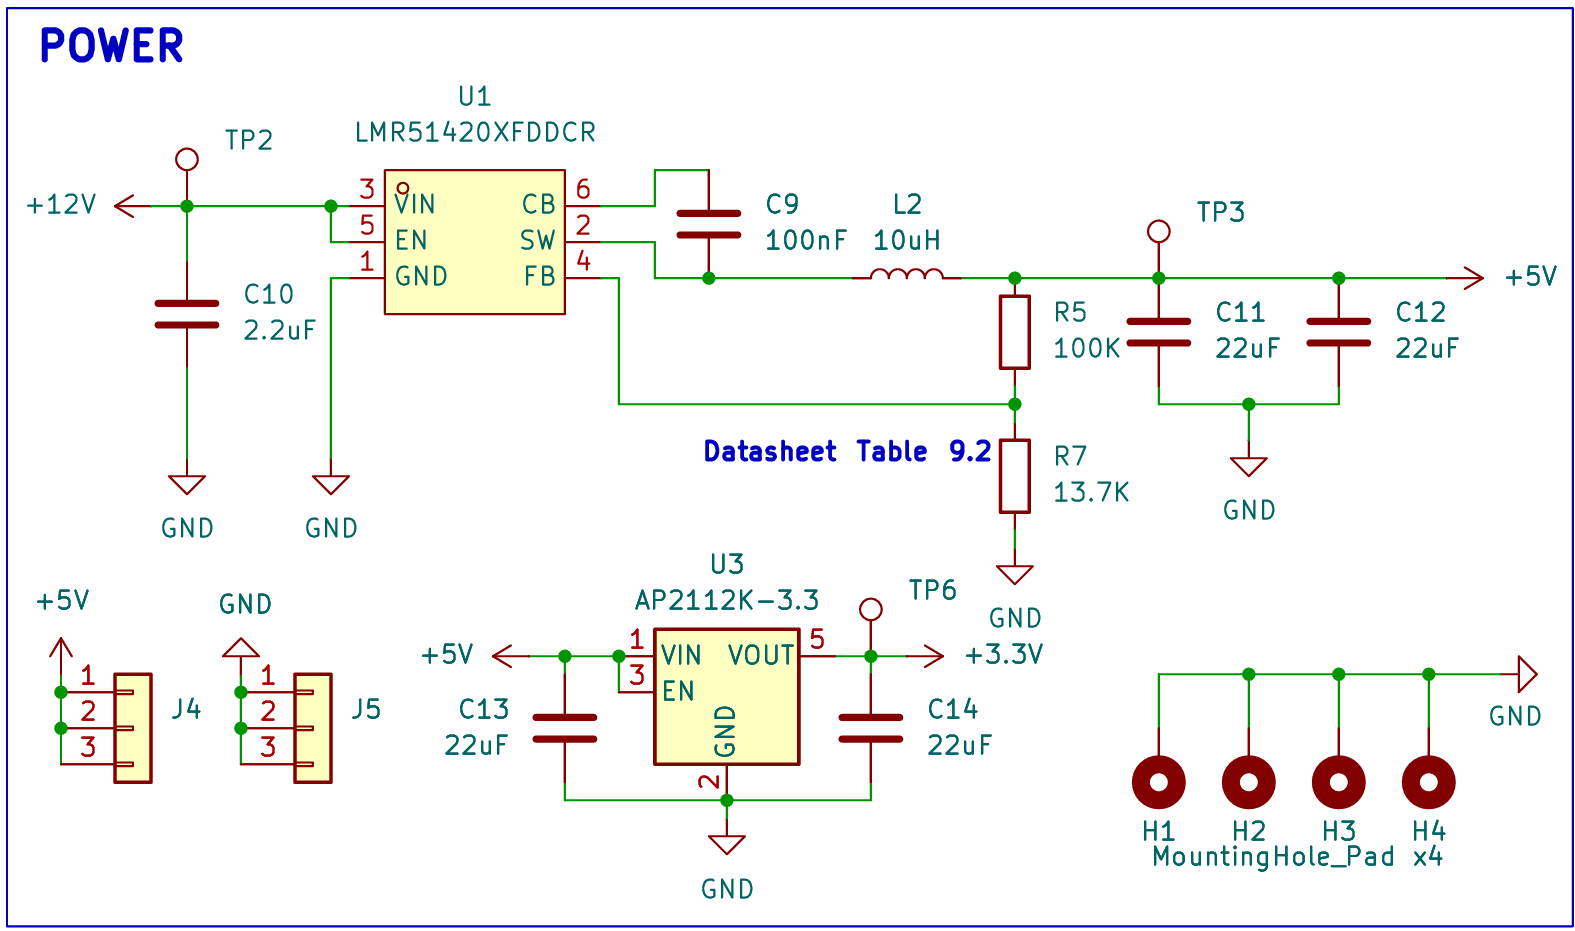 POWER
U1
LMR51420XFDDCR
TP2
+12V
3
VIN
CB
6
5
EN
SW
2
1
GND
FB
4
C9
100nF
L2
10uH
TP3
+5V
C10
2.2uF
R5
100K
C11
22uF
C12
22uF
Datasheet Table 9.2
R7
13.7K
GND
GND
GND
GND
+5V
1
2
3
J4
GND
1
2
3
J5
U3
AP2112K-3.3
TP6
+5V
1
VIN
VOUT
5
+3.3V
3
EN
GND
2
C13
22uF
C14
22uF
GND
GND
H1
H2
H3
H4
MountingHole_Pad x4